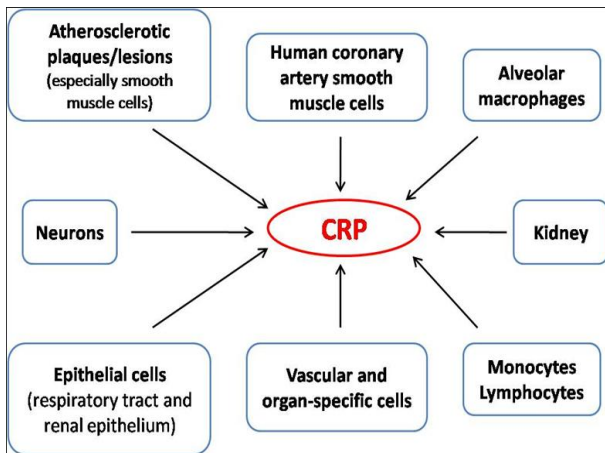 Atherosclerotic
plaques/lesions
(especially smooth
muscle cells)
Human coronary
artery smooth
muscle cells
Alveolar
macrophages
Neurons
CRP
Kidney
Epithelial cells
(respiratory tract and
renal epithelium)
Vascular and
organ-specific cells
Monocytes
Lymphocytes